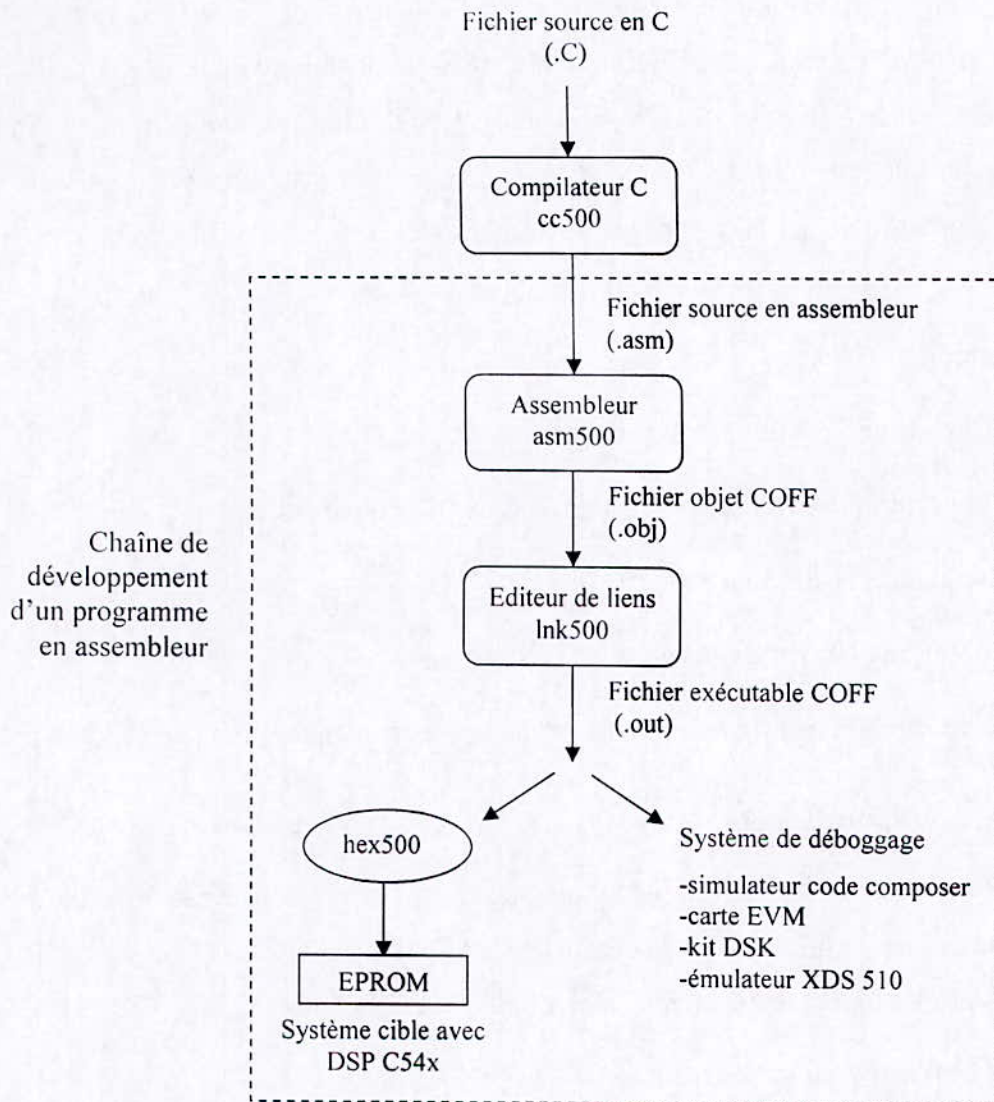 Fichier source en C
(.C)
Compilateur C
cc500
Fichier source en assembleur
(.asm)
Assembleur
asm500
Fichier objet COFF
(.obj)
Chaîne de
développement
d'un programme
en assembleur
Editeur de liens
lnk500
Fichier exécutable COFF
(.out)
hex500
EPROM
Système cible avec
DSP C54x
Système de déboggage
-simulateur code composer
-carte EVM
-kit DSK
-émulateur XDS 510